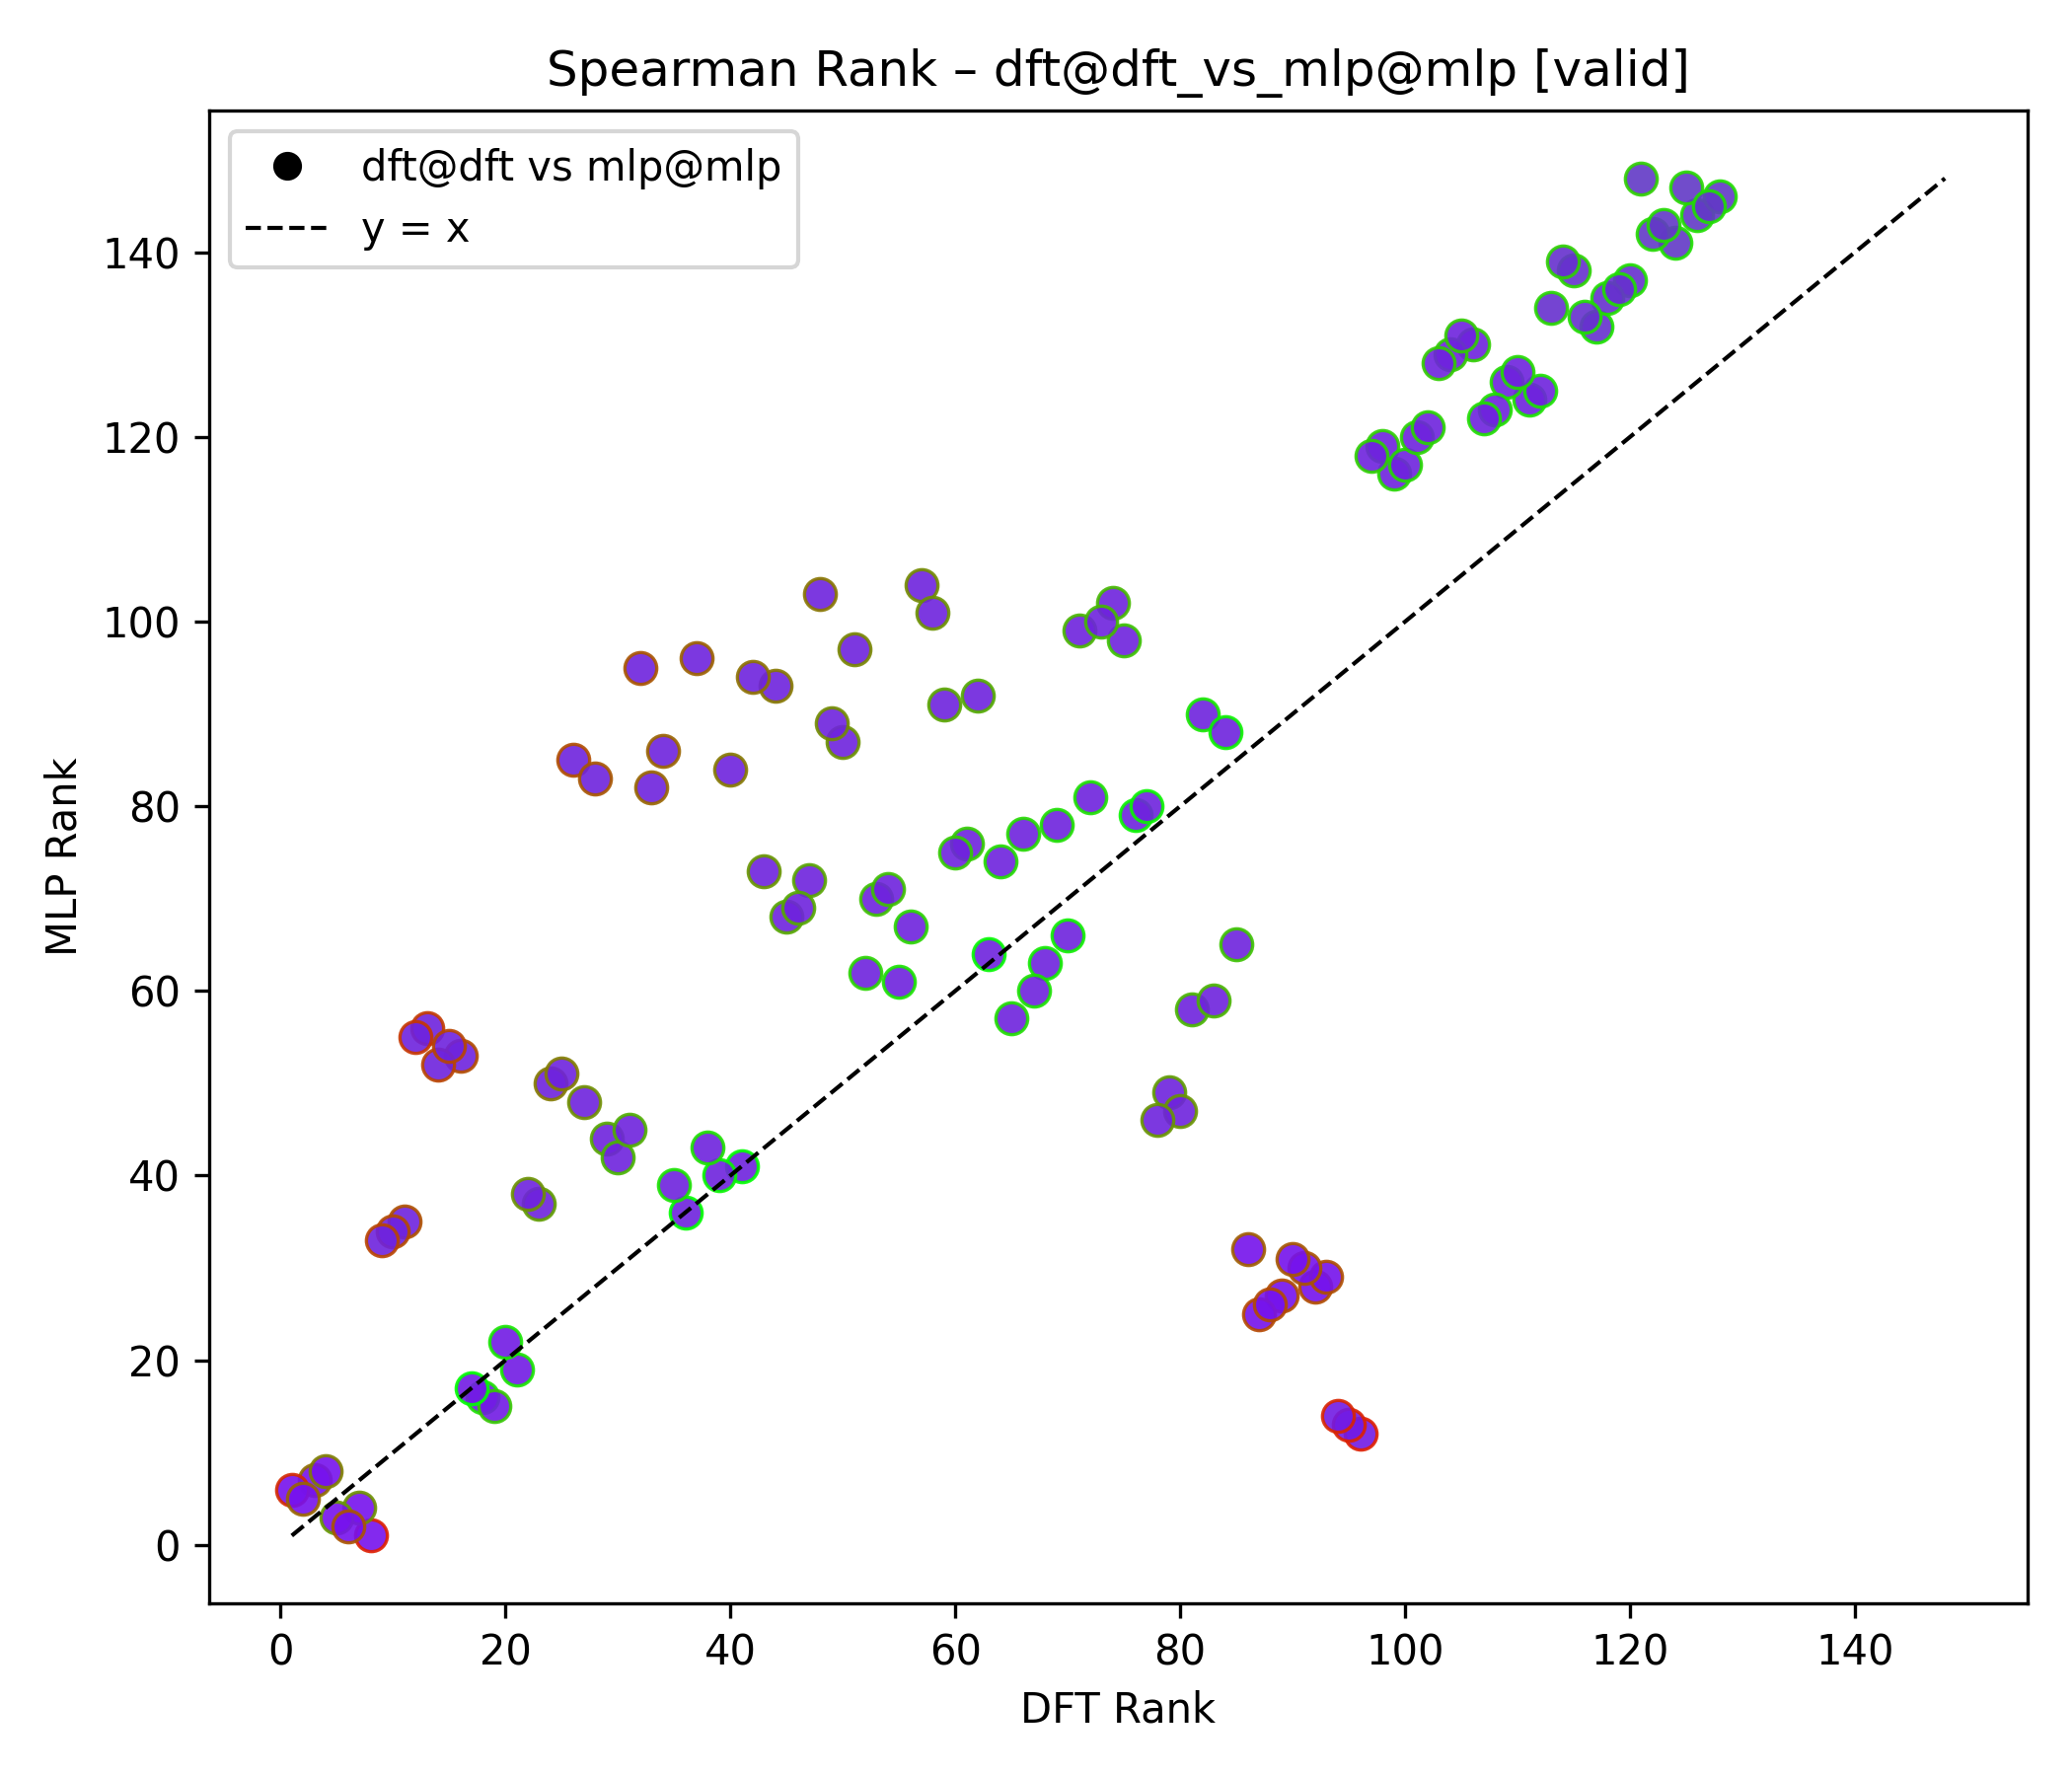 Spearman Rank – dft@dft_vs_mlp@mlp [valid]
dft@dft vs mlp@mlp
y = x
MLP Rank
140
120
100
80
60
40
20
0
0 20 40 60 80 100 120 140
DFT Rank